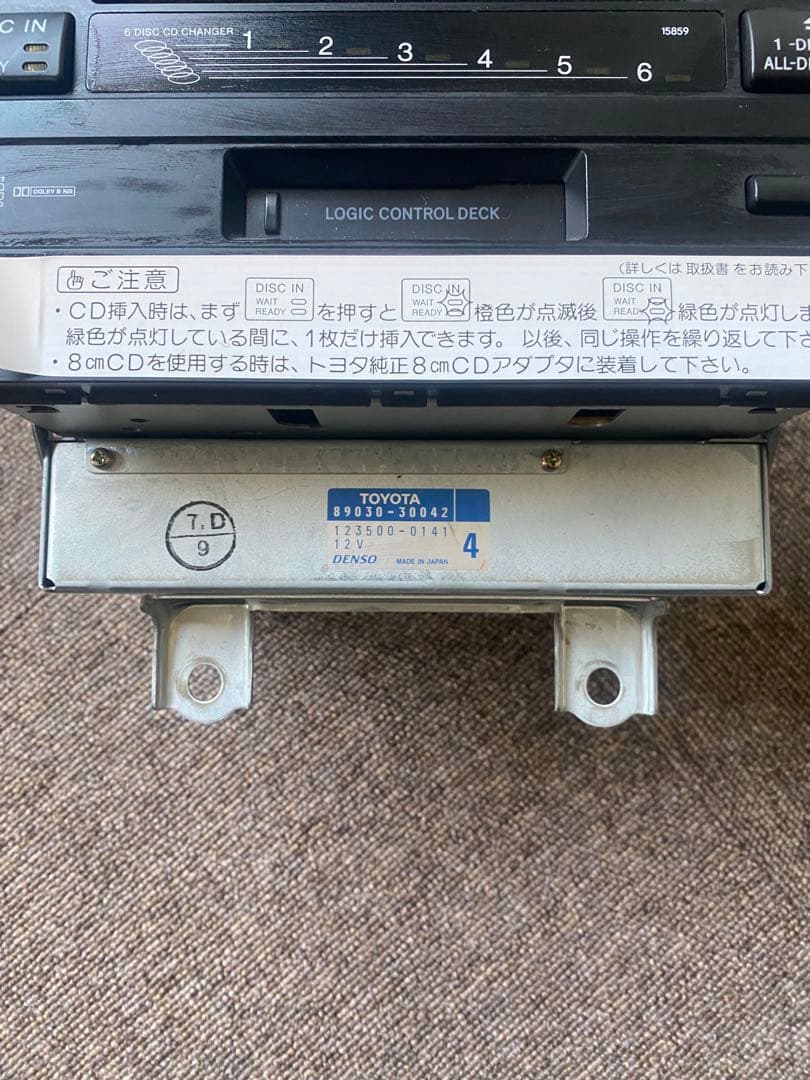 C IN
6 DISC CD CHANGER
1 2 3 4 5 6
15859
1 -D
Y
ALL-D
DOLBY B NR
LOGIC CONTROL DECK
(詳しくは 取扱書 をお読み下
ご注意
・CD挿入時は、まず DISC IN WAIT READY を押すと DISC IN WAIT READY 橙色が点滅後 DISC IN WAIT READY 緑色が点灯しま
緑色が点灯している間に、1枚だけ挿入できます。以後、同じ操作を繰り返して下さ
・8cmCDを使用する時は、トヨタ純正8cmCDアダプタに装着して下さい。
TOYOTA
89030-30042
123500-0141
12V
4
DENSO MADE IN JAPAN
7,D
9